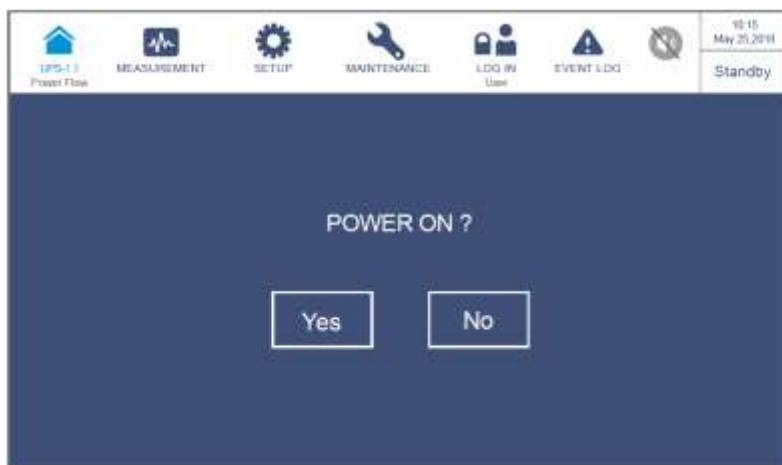 UPS-1.1
Power Flow
MEASUREMENT
SETUP
MAINTENANCE
LOG IN
User
EVENT LOG
10:15
May 25,2018
Standby
POWER ON ?
Yes
No